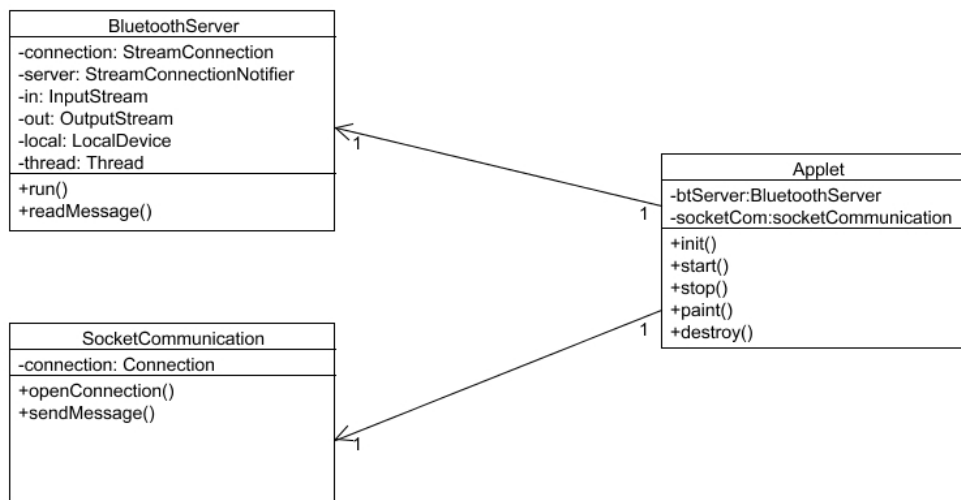 BluetoothServer
-connection: StreamConnection
-server: StreamConnectionNotifier
-in: InputStream
-out: OutputStream
-local: LocalDevice
-thread: Thread
+run()
+readMessage()
1
Applet
-btServer:BluetoothServer
-socketCom:socketCommunication
+init()
+start()
+stop()
+paint()
+destroy()
1
1
SocketCommunication
-connection: Connection
+openConnection()
+sendMessage()
1